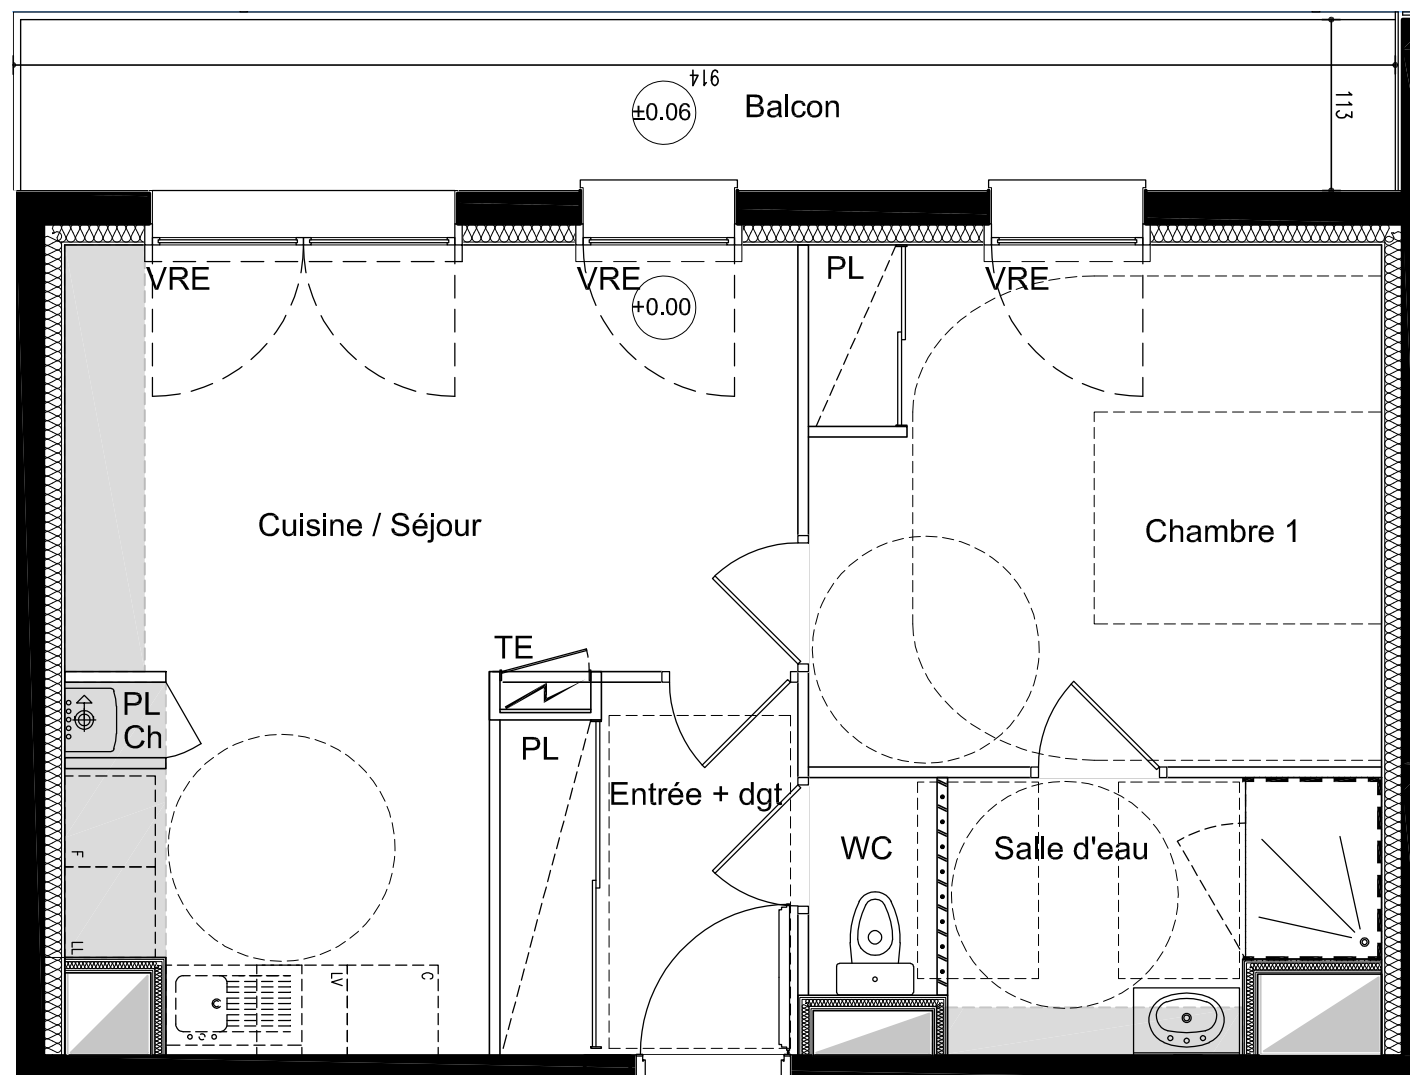 914
±0.06
Balcon
113
VRE
VRE
+0.00
PL
VRE
Cuisine / Séjour
Chambre 1
TE
PL
Ch
PL
Entrée + dgt
WC
Salle d'eau
F
LL
LV
C